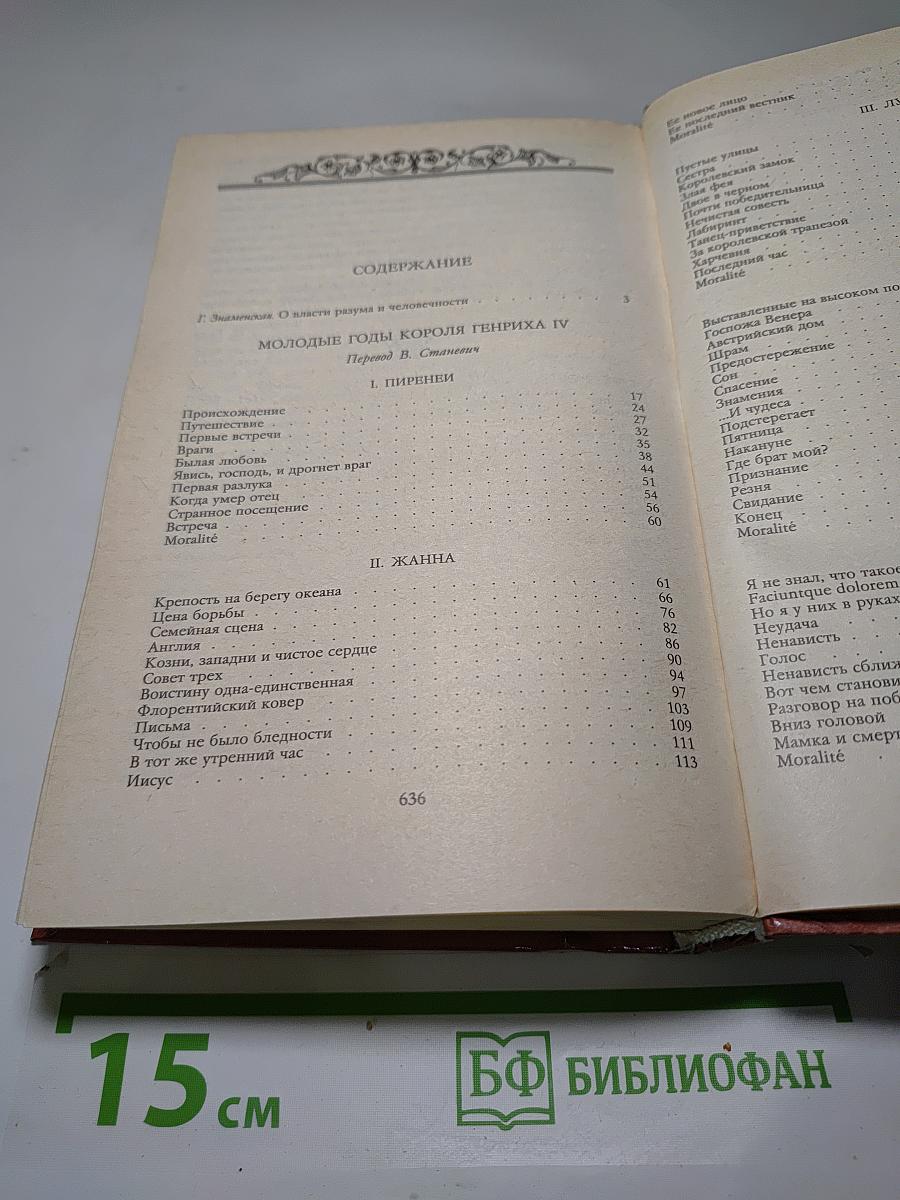 СОДЕРЖАНИЕ
Г. Знаменская. О власти разума и человечности . . . . . . . . 3
МОЛОДЫЕ ГОДЫ КОРОЛЯ ГЕНРИХА IV
Перевод В. Станевич
I. ПИРЕНЕИ
Происхождение 17
Путешествие 24
Первые встречи 27
Враги 32
Былая любовь 35
Явись, господь, и дрогнет враг 38
Первая разлука 44
Когда умер отец 51
Странное посещение 54
Встреча 56
Moralité 60
II. ЖАННА
Крепость на берегу океана 61
Цена борьбы 66
Семейная сцена 76
Англия 82
Козни, западни и чистое сердце 86
Совет трех 90
Воистину одна-единственная 94
Флорентийский ковер 97
Письма 103
Чтобы не было бледности 109
В тот же утренний час 111
Иисус 113
636
Ее новое лицо
Ее последний вестник
Moralité
III. ЛУ
Пустые улицы
Сестра
Королевский замок
Злая фея
Двое в черном
Почти победительница
Нечистая совесть
Лабиринт
Танец-приветствие
За королевской трапезой
Харчевня
Последний час
Moralité
Выставленные на высоком по
Госпожа Венера
Австрийский дом
Шрам
Предостережение
Сон
Спасение
Знамения
...И чудеса
Подстерегает
Пятница
Накануне
Где брат мой?
Признание
Резня
Свидание
Конец
Moralité
Я не знал, что такое
Faciuntque dolorem
Но я у них в руках
Неудача
Ненависть
Голос
Ненависть сближ
Вот чем станови
Разговор на поб
Вниз головой
Мамка и смерт
Moralité
15 см
БФ БИБЛИОФАН